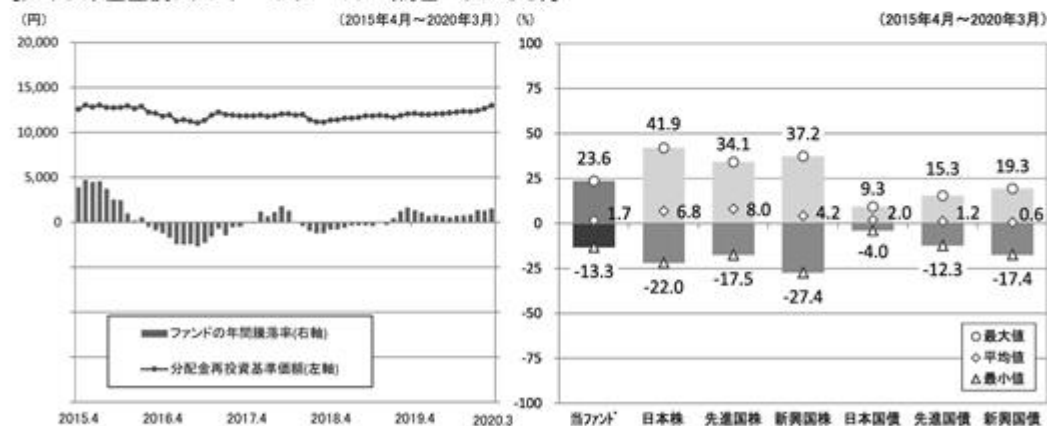 (円)
(2015年4月～2020年3月)
20,000
15,000
10,000
5,000
0
ファンドの年間騰落率(右軸)
分配金再投資基準価額(左軸)
2015.4 2016.4 2017.4 2018.4 2019.4 2020.3
(%)
(2015年4月～2020年3月)
100
75
50
25
0
-25
-50
-75
-100
23.6 41.9 34.1 37.2 9.3 15.3 19.3
1.7 6.8 8.0 4.2 2.0 1.2 0.6
-13.3 -22.0 -17.5 -27.4 -4.0 -12.3 -17.4
最大値
平均値
最小値
当ファンド 日本株 先進国株 新興国株 日本国債 先進国債 新興国債